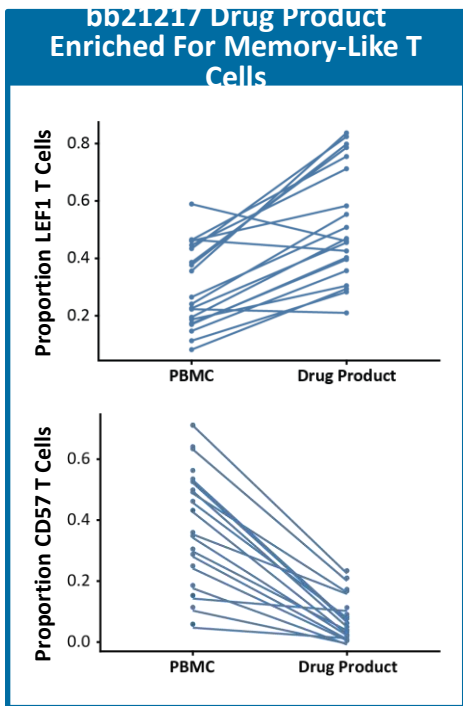 bb21217 Drug Product
Enriched For Memory-Like T
Cells
Proportion LEF1 T Cells
0.8
0.6
0.4
0.2
PBMC
Drug Product
Proportion CD57 T Cells
0.6
0.4
0.2
0.0
PBMC
Drug Product